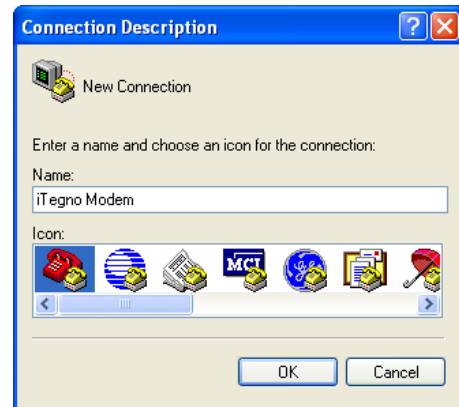 Connection Description
New Connection
Enter a name and choose an icon for the connection:
Name:
iTegno Modem
Icon:
MCI
OK Cancel